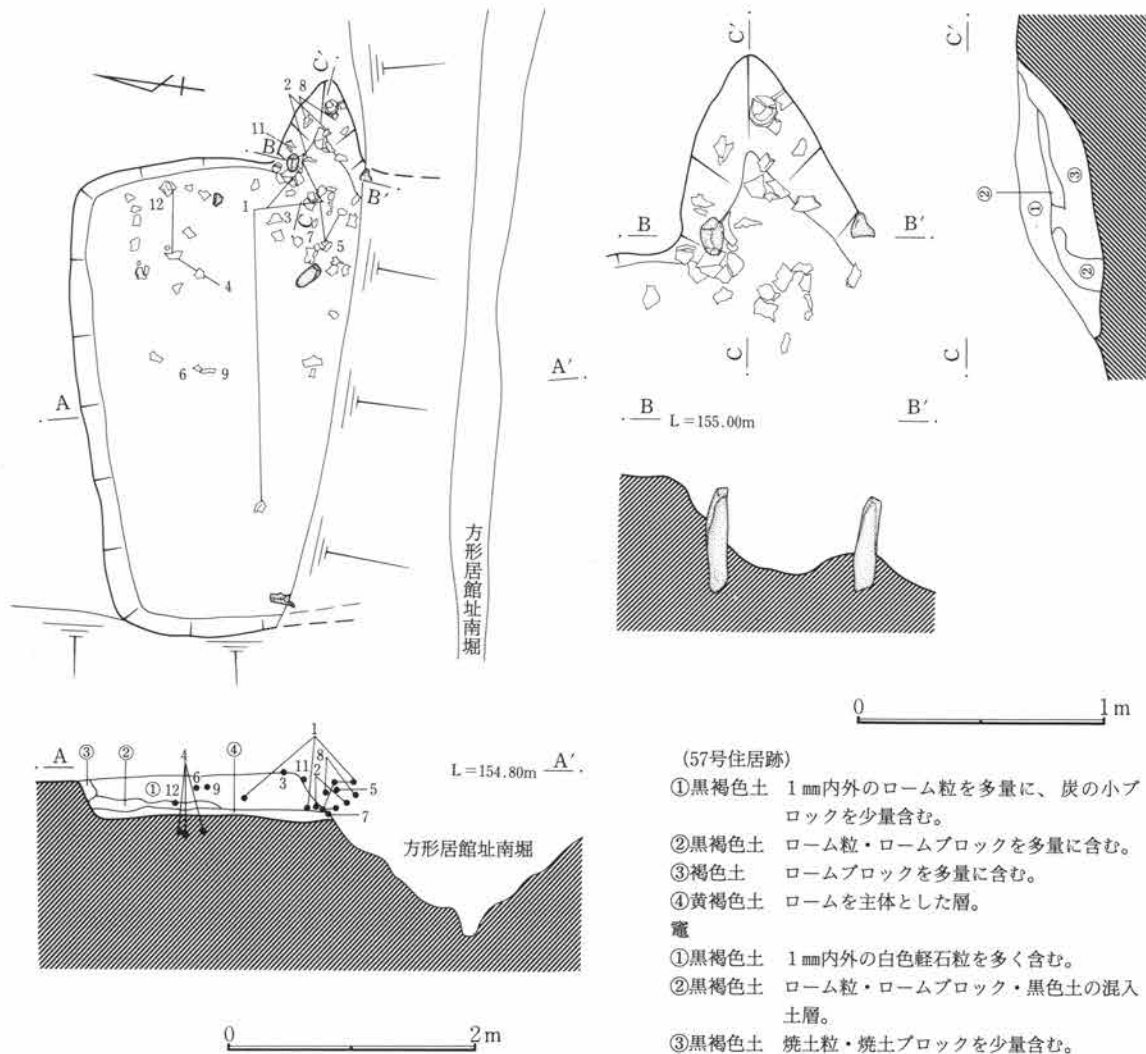 C′
2 8
11
B
B′
12
1
3
C
7
5
4
6 9
A
A′
方形居館址南堀
C′
B
B′
C
C′
②
①
③
②
C
B
L＝155.00m
B′
0
1m
A
③
②
④
①
12
4
6
9
1
3
11
8
2
5
7
L＝154.80m
A′
方形居館址南堀
0
2m
(57号住居跡)
①黒褐色土 1㎜内外のローム粒を多量に、炭の小ブ
ロックを少量含む。
②黒褐色土 ローム粒・ロームブロックを多量に含む。
③褐色土 ロームブロックを多量に含む。
④黄褐色土 ロームを主体とした層。
竈
①黒褐色土 1㎜内外の白色軽石粒を多く含む。
②黒褐色土 ローム粒・ロームブロック・黒色土の混入
土層。
③黒褐色土 焼土粒・焼土ブロックを少量含む。